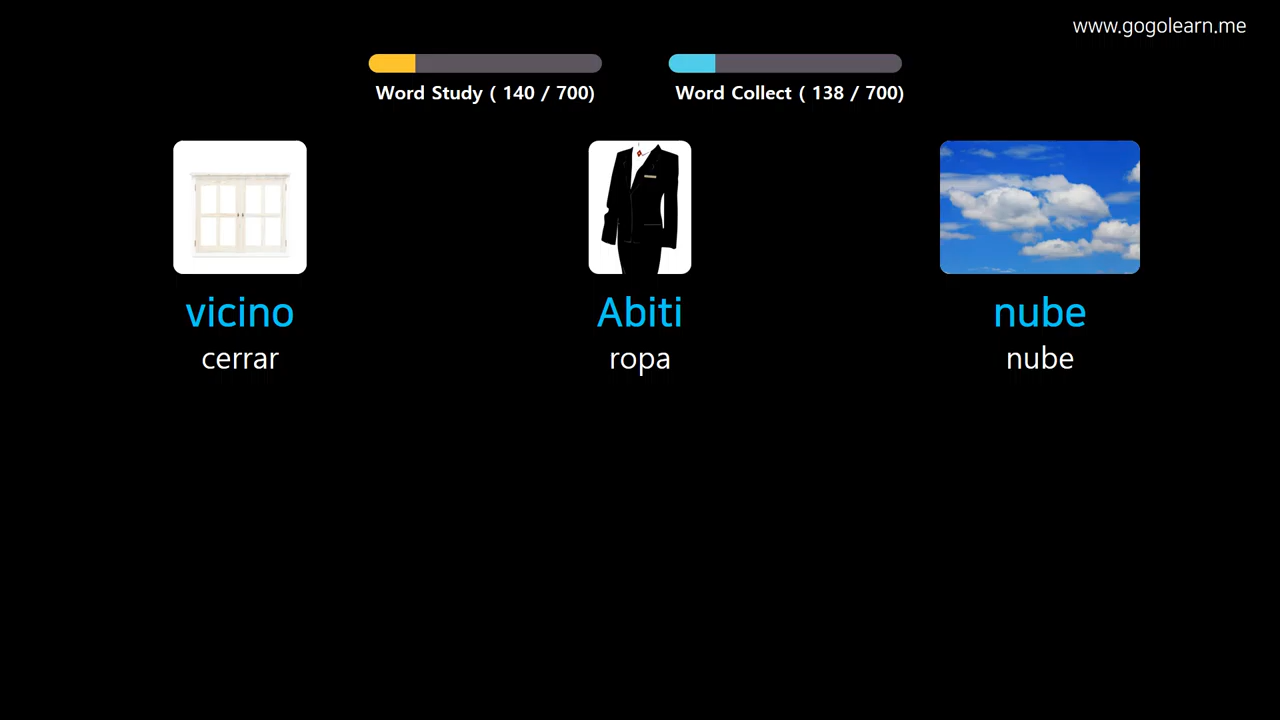 www.gogolearn.me
Word Study ( 140 / 700)
Word Collect ( 138 / 700)
vicino
Abiti
nube
cerrar
ropa
nube